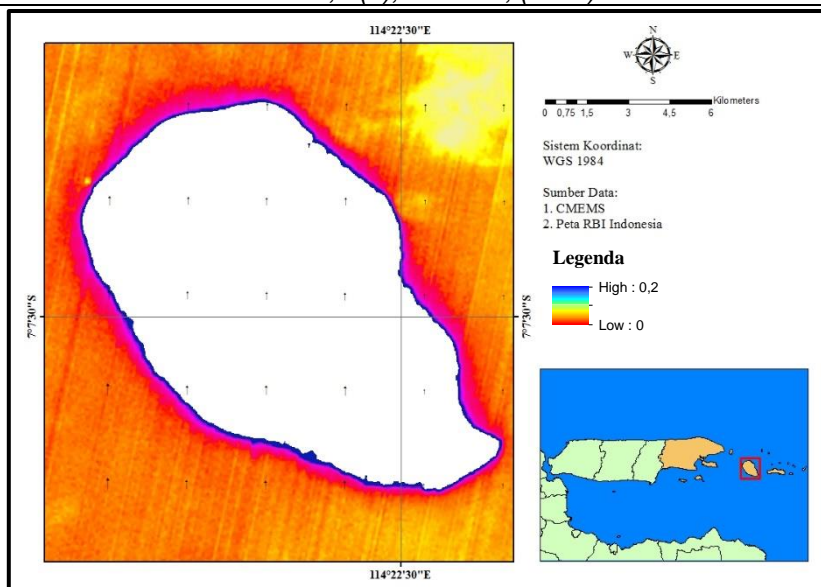 114°22'30"E
N
W E
S
Kilometers
0 0,75 1,5 3 4,5 6
Sistem Koordinat:
WGS 1984
Sumber Data:
1. CMEMS
2. Peta RBI Indonesia
Legenda
High : 0,2
Low : 0
7°7'30"S
7°7'30"S
114°22'30"E